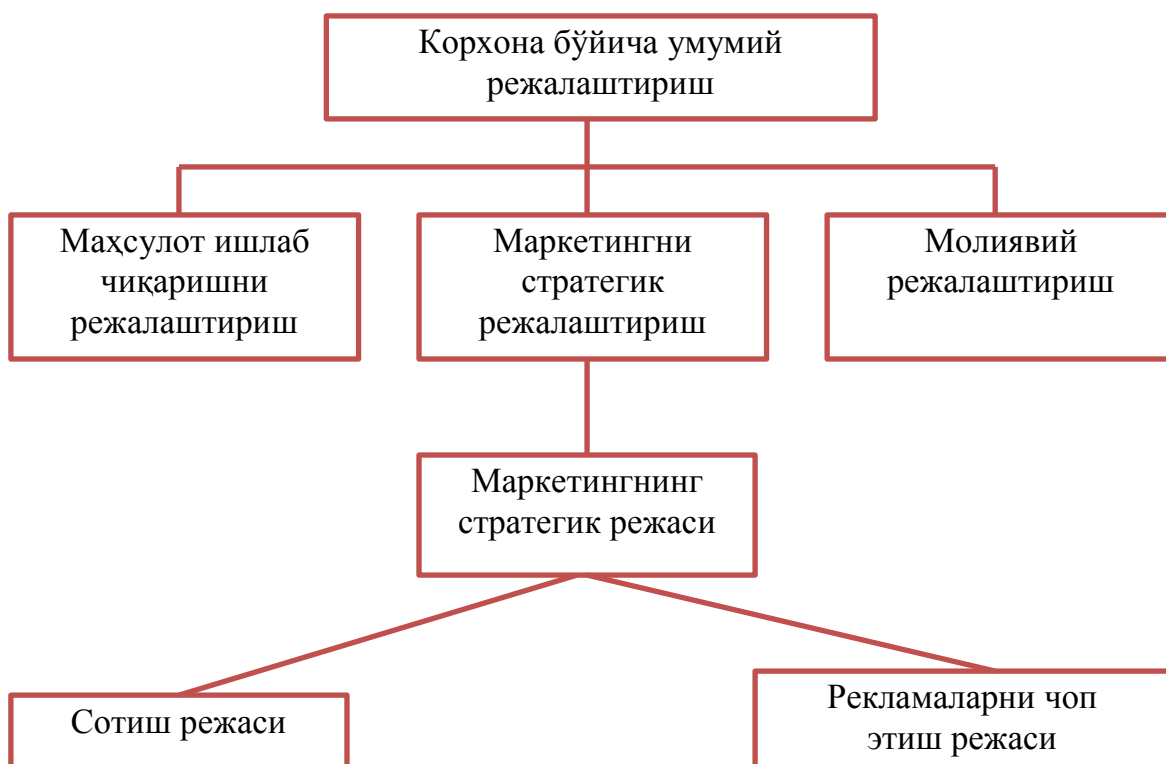 Корхона бўйича умумий
режалаштириш
Маҳсулот ишлаб
чиқаришни
режалаштириш
Маркетингни
стратегик
режалаштириш
Молиявий
режалаштириш
Маркетингнинг
стратегик режаси
Сотиш режаси
Рекламаларни чоп
этиш режаси